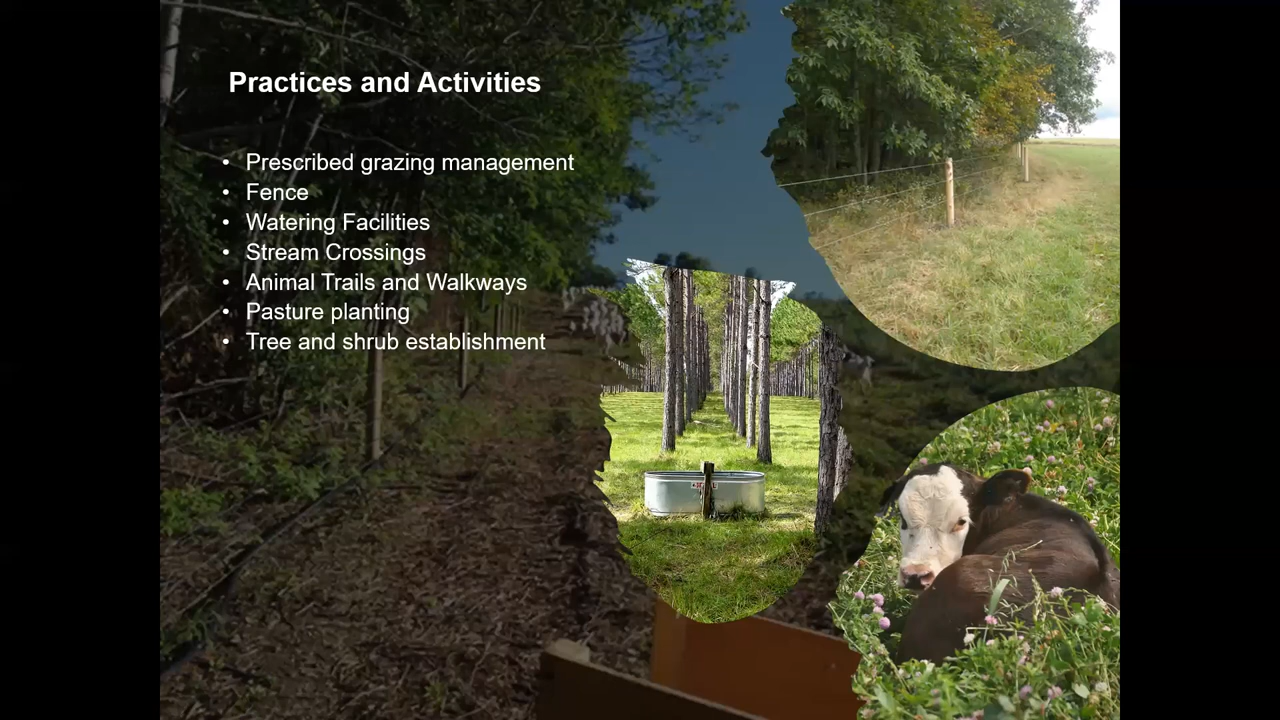 Practices and Activities
• Prescribed grazing management
• Fence
• Watering Facilities
• Stream Crossings
• Animal Trails and Walkways
• Pasture planting
• Tree and shrub establishment